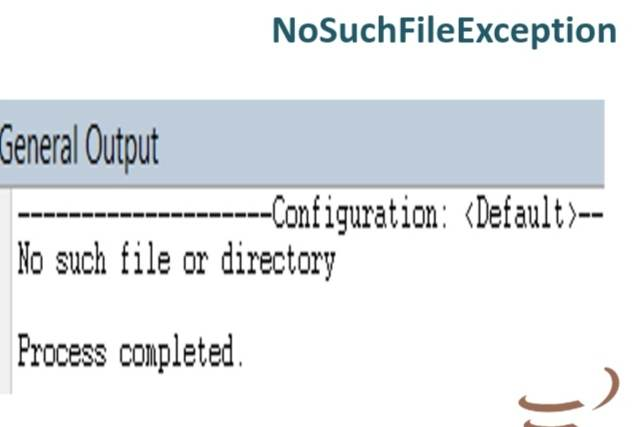 NoSuchFileException
General Output
--------------------Configuration: <Default>--
No such file or directory
Process completed.